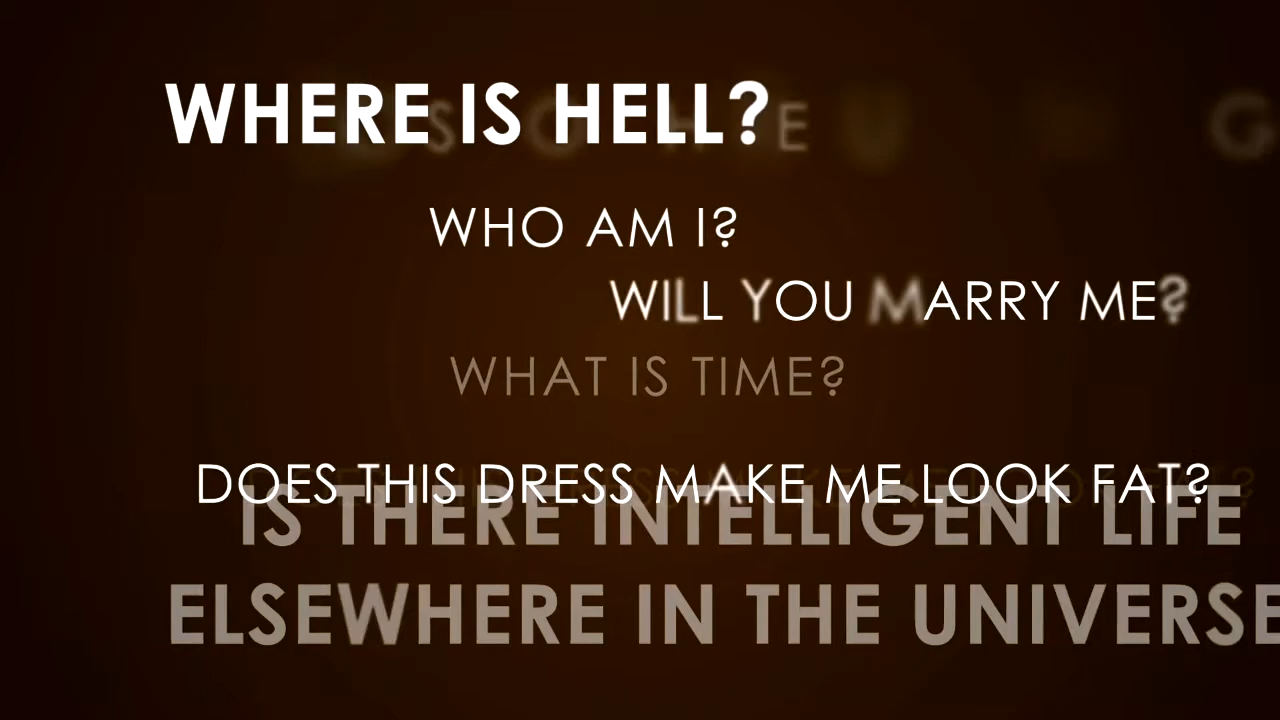 WHERE IS HELL?
WHO AM I?
WILL YOU MARRY ME?
WHAT IS TIME?
DOES THIS DRESS MAKE ME LOOK FAT?
IS THERE INTELLIGENT LIFE
ELSEWHERE IN THE UNIVERSE